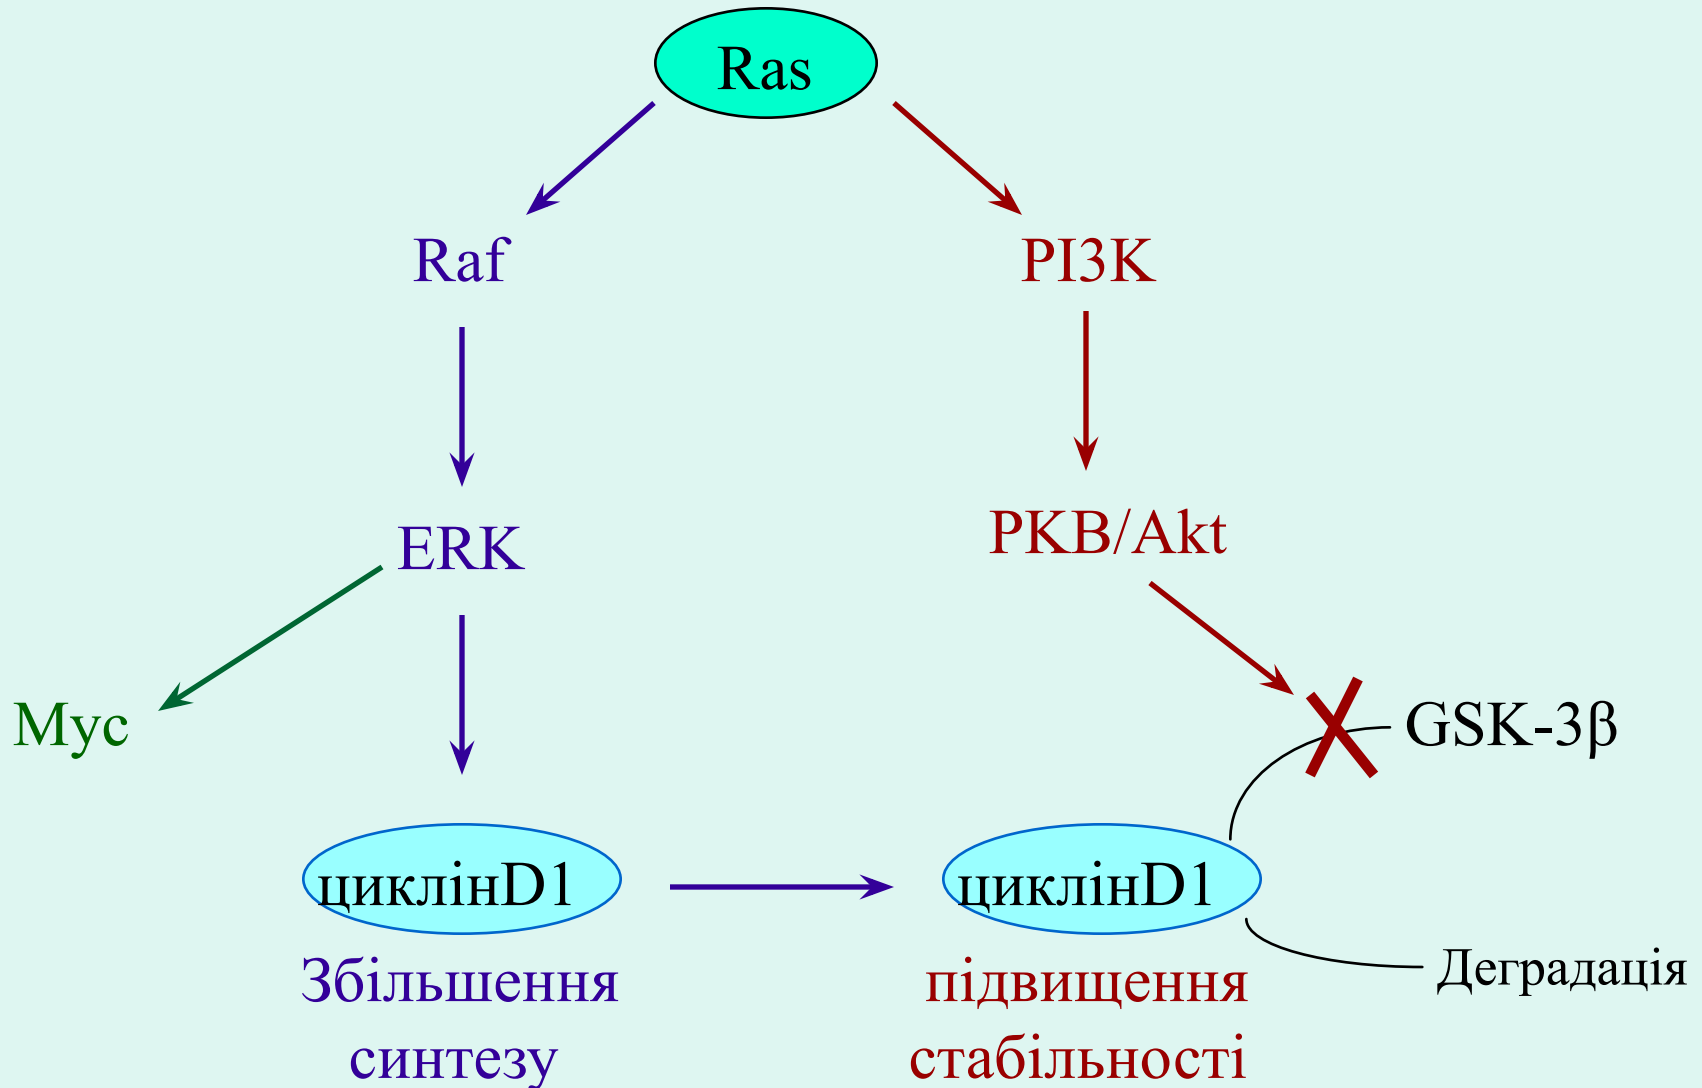 Ras
Raf
PI3K
ERK
PKB/Akt
Myc
GSK-3β
циклінD1
циклінD1
Збільшення
синтезу
підвищення
стабільності
Деградація